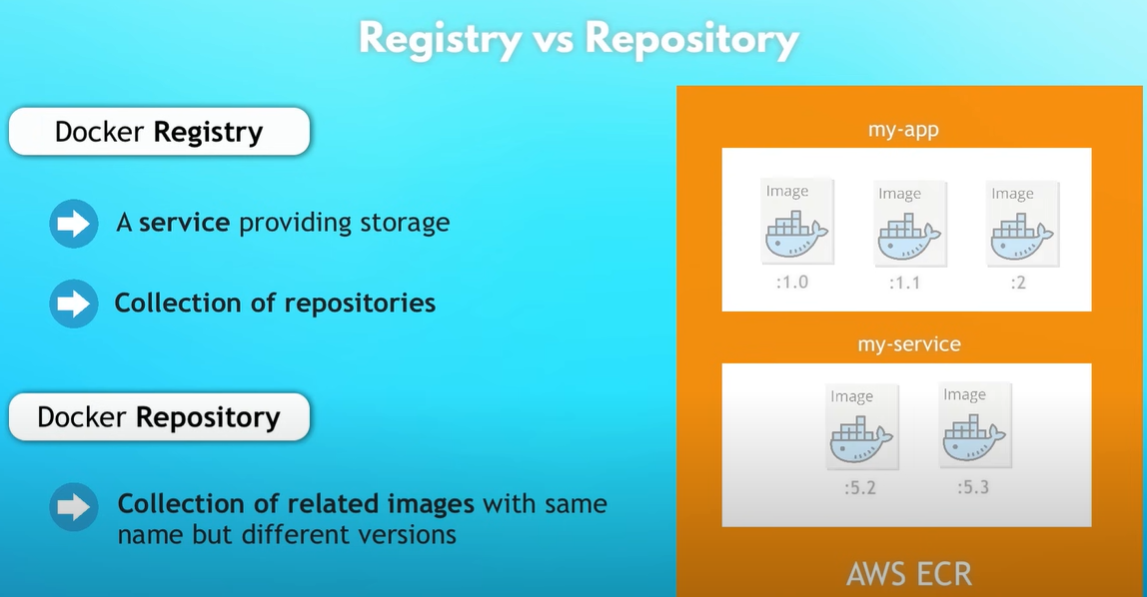 Registry vs Repository
Docker Registry
A service providing storage
Collection of repositories
Docker Repository
Collection of related images with same
name but different versions
my-app
Image
Image
Image
:1.0
:1.1
:2
my-service
Image
Image
:5.2
:5.3
AWS ECR